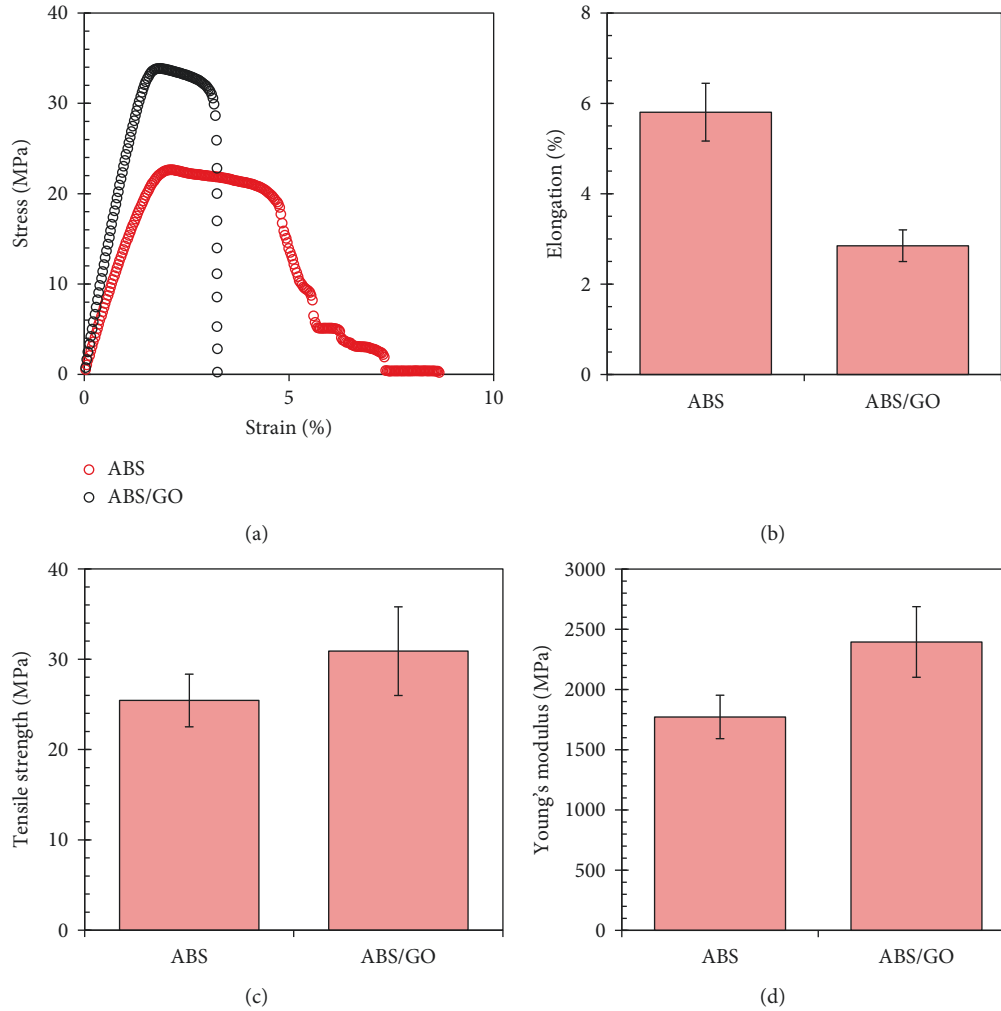 40
30
20
10
0
Stress (MPa)
0
5
10
Strain (%)
ABS
ABS/GO
(a)
8
6
4
2
0
Elongation (%)
ABS
ABS/GO
(b)
40
30
20
10
0
Tensile strength (MPa)
ABS
ABS/GO
(c)
3000
2500
2000
1500
1000
500
0
Young's modulus (MPa)
ABS
ABS/GO
(d)